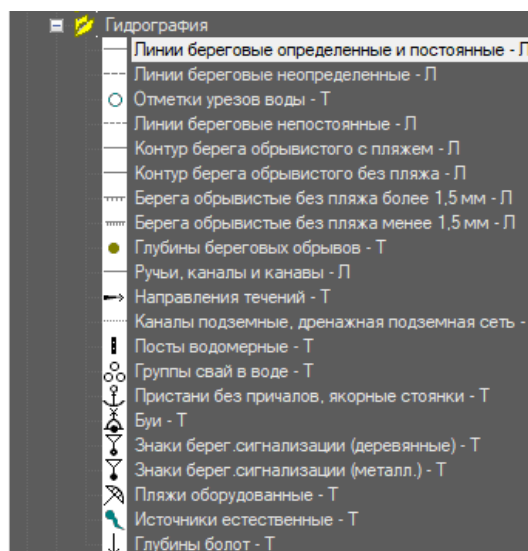 Гидрография
Линии береговые определенные и постоянные - Л
Линии береговые неопределенные - Л
Отметки урезов воды - Т
Линии береговые непостоянные - Л
Контур берега обрывистого с пляжем - Л
Контур берега обрывистого без пляжа - Л
Берега обрывистые без пляжа более 1,5 мм - Л
Берега обрывистые без пляжа менее 1,5 мм - Л
Глубины береговых обрывов - Т
Ручьи, каналы и канавы - Л
Направления течений - Т
Каналы подземные, дренажная подземная сеть -
Посты водомерные - Т
Группы свай в воде - Т
Пристани без причалов, якорные стоянки - Т
Буи - Т
Знаки берег.сигнализации (деревянные) - Т
Знаки берег.сигнализации (металл.) - Т
Пляжи оборудованные - Т
Источники естественные - Т
Глубины болот - Т